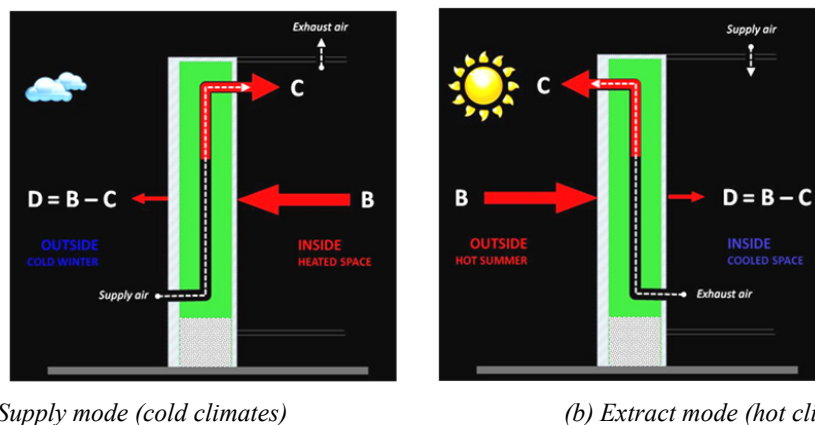 Exhaust air
C
D = B – C
B
OUTSIDE
COLD WINTER
INSIDE
HEATED SPACE
Supply air
Supply air
C
B
D = B – C
OUTSIDE
HOT SUMMER
INSIDE
COOLED SPACE
Exhaust air
Supply mode (cold climates)
(b) Extract mode (hot cli